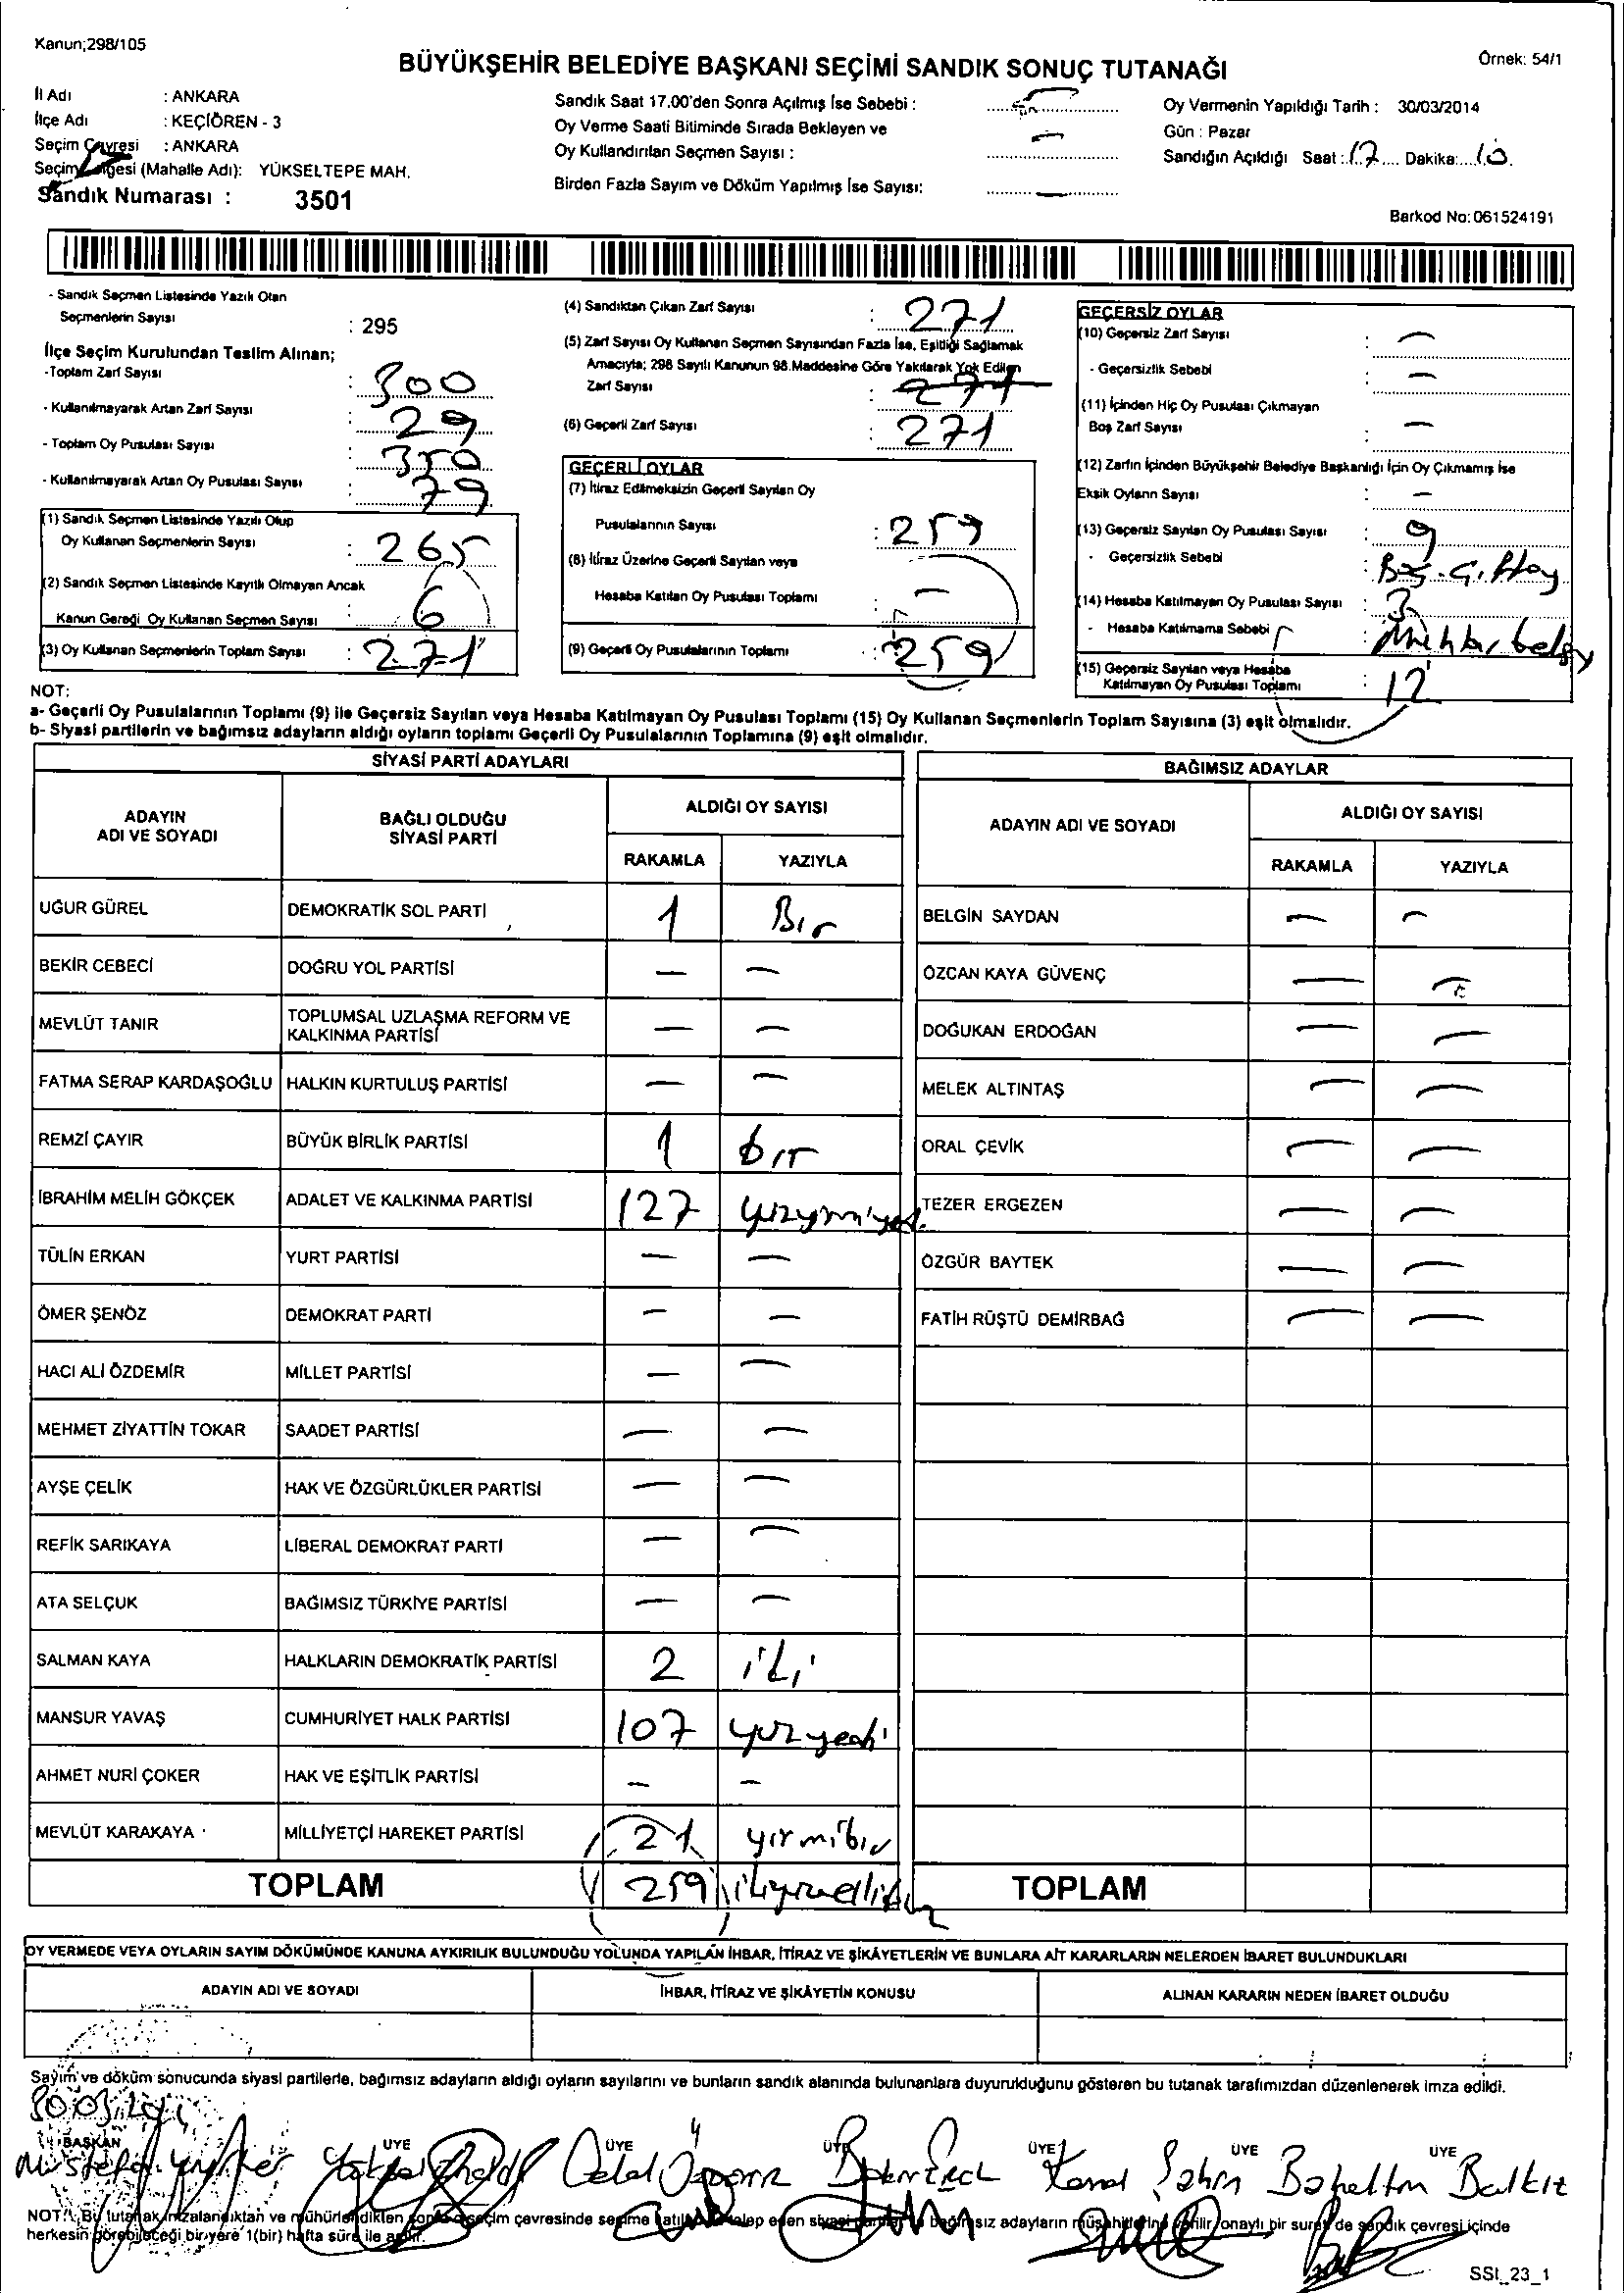 Kanun;298/105
BÜYÜKŞEHİR BELEDİYE BAŞKANI SEÇİMİ SANDIK SONUÇ TUTANAĞI
Örnek: 54/1
İl Adı : ANKARA
İlçe Adı : KEÇİÖREN - 3
Seçim Çevresi : ANKARA
Seçim Bölgesi (Mahalle Adı): YÜKSELTEPE MAH.
Sandık Numarası : 3501
Sandık Saat 17.00'den Sonra Açılmış İse Sebebi :
Oy Verme Saati Bitiminde Sırada Bekleyen ve
Oy Kullandırılan Seçmen Sayısı : —
Birden Fazla Sayım ve Döküm Yapılmış İse Sayısı: —
Oy Vermenin Yapıldığı Tarih : 30/03/2014
Gün : Pazar
Sandığın Açıldığı Saat : 17 Dakika: 10
Barkod No: 061524191
- Sandık Seçmen Listesinde Yazılı Olan
Seçmenlerin Sayısı : 295
İlçe Seçim Kurulundan Teslim Alınan;
-Toplam Zarf Sayısı : 300
- Kullanılmayarak Artan Zarf Sayısı : 29
- Toplam Oy Pusulası Sayısı : 350
- Kullanılmayarak Artan Oy Pusulası Sayısı : 79
(1) Sandık Seçmen Listesinde Yazılı Olup
Oy Kullanan Seçmenlerin Sayısı : 265
(2) Sandık Seçmen Listesinde Kayıtlı Olmayan Ancak
Kanun Gereği Oy Kullanan Seçmen Sayısı : 6
(3) Oy Kullanan Seçmenlerin Toplam Sayısı : 271
(4) Sandıktan Çıkan Zarf Sayısı : 271
(5) Zarf Sayısı Oy Kullanan Seçmen Sayısından Fazla İse, Eşitliği Sağlamak
Amacıyla; 298 Sayılı Kanunun 98.Maddesine Göre Yakılarak Yok Edilen
Zarf Sayısı : 271
(6) Geçerli Zarf Sayısı : 271
GEÇERLİ OYLAR
(7) İtiraz Edilmeksizin Geçerli Sayılan Oy
Pusulalarının Sayısı : 259
(8) İtiraz Üzerine Geçerli Sayılan veya
Hesaba Katılan Oy Pusulası Toplamı : —
(9) Geçerli Oy Pusulalarının Toplamı : 259
GEÇERSİZ OYLAR
(10) Geçersiz Zarf Sayısı : —
- Geçersizlik Sebebi : —
(11) İçinden Hiç Oy Pusulası Çıkmayan
Boş Zarf Sayısı : —
(12) Zarfın İçinden Büyükşehir Belediye Başkanlığı İçin Oy Çıkmamış İse
Eksik Oyların Sayısı : —
(13) Geçersiz Sayılan Oy Pusulası Sayısı : 9
- Geçersizlik Sebebi : Boş. Çift oy
(14) Hesaba Katılmayan Oy Pusulası Sayısı : 3
- Hesaba Katılmama Sebebi :
(15) Geçersiz Sayılan veya Hesaba
Katılmayan Oy Pusulası Toplamı : 12
NOT:
a- Geçerli Oy Pusulalarının Toplamı (9) ile Geçersiz Sayılan veya Hesaba Katılmayan Oy Pusulası Toplamı (15) Oy Kullanan Seçmenlerin Toplam Sayısına (3) eşit olmalıdır.
b- Siyasi partilerin ve bağımsız adayların aldığı oyların toplamı Geçerli Oy Pusulalarının Toplamına (9) eşit olmalıdır.
SİYASİ PARTİ ADAYLARI
ADAYIN ADI VE SOYADI BAĞLI OLDUĞU SİYASİ PARTİ ALDIĞI OY SAYISI
RAKAMLA YAZIYLA
UĞUR GÜREL DEMOKRATİK SOL PARTİ 1 Bir
BEKİR CEBECİ DOĞRU YOL PARTİSİ — —
MEVLÜT TANIR TOPLUMSAL UZLAŞMA REFORM VE KALKINMA PARTİSİ — —
FATMA SERAP KARDAŞOĞLU HALKIN KURTULUŞ PARTİSİ — —
REMZİ ÇAYIR BÜYÜK BİRLİK PARTİSİ 1 bir
İBRAHİM MELİH GÖKÇEK ADALET VE KALKINMA PARTİSİ 127 yüzyirmiyedi
TÜLİN ERKAN YURT PARTİSİ — —
ÖMER ŞENÖZ DEMOKRAT PARTİ — —
HACI ALİ ÖZDEMİR MİLLET PARTİSİ — —
MEHMET ZİYATTİN TOKAR SAADET PARTİSİ — —
AYŞE ÇELİK HAK VE ÖZGÜRLÜKLER PARTİSİ — —
REFİK SARIKAYA LİBERAL DEMOKRAT PARTİ — —
ATA SELÇUK BAĞIMSIZ TÜRKİYE PARTİSİ — —
SALMAN KAYA HALKLARIN DEMOKRATİK PARTİSİ 2 iki
MANSUR YAVAŞ CUMHURİYET HALK PARTİSİ 107 yüzyedi
AHMET NURİ ÇOKER HAK VE EŞİTLİK PARTİSİ — —
MEVLÜT KARAKAYA MİLLİYETÇİ HAREKET PARTİSİ 21 yirmibir
TOPLAM 259 ikiyüzellidokuz
BAĞIMSIZ ADAYLAR
ADAYIN ADI VE SOYADI ALDIĞI OY SAYISI
RAKAMLA YAZIYLA
BELGİN SAYDAN — —
ÖZCAN KAYA GÜVENÇ — —
DOĞUKAN ERDOĞAN — —
MELEK ALTINTAŞ — —
ORAL ÇEVİK — —
TEZER ERGEZEN — —
ÖZGÜR BAYTEK — —
FATİH RÜŞTÜ DEMİRBAĞ — —
TOPLAM
OY VERMEDE VEYA OYLARIN SAYIM DÖKÜMÜNDE KANUNA AYKIRILIK BULUNDUĞU YOLUNDA YAPILAN İHBAR, İTİRAZ VE ŞİKÂYETLERİN VE BUNLARA AİT KARARLARIN NELERDEN İBARET BULUNDUKLARI
ADAYIN ADI VE SOYADI İHBAR, İTİRAZ VE ŞİKÂYETİN KONUSU ALINAN KARARIN NEDEN İBARET OLDUĞU
Sayım ve döküm sonucunda siyasi partilerle, bağımsız adayların aldığı oyların sayılarını ve bunların sandık alanında bulunanlara duyurulduğunu gösteren bu tutanak tarafımızdan düzenlenerek imza edildi.
BAŞKAN ÜYE ÜYE ÜYE ÜYE ÜYE ÜYE
Mustafa Celal Kemal Şahin Bahattin Balkız
NOT: Bu tutanak imzalandıktan ve mühürlendikten sonra o seçim çevresinde seçime katılan ve talep eden siyasi partiler ve bağımsız adayların müşahitlerine verilir, onaylı bir sureti de sandık çevresi içinde
herkesin görebileceği bir yere 1(bir) hafta süre ile asılır.
SSI_23_1